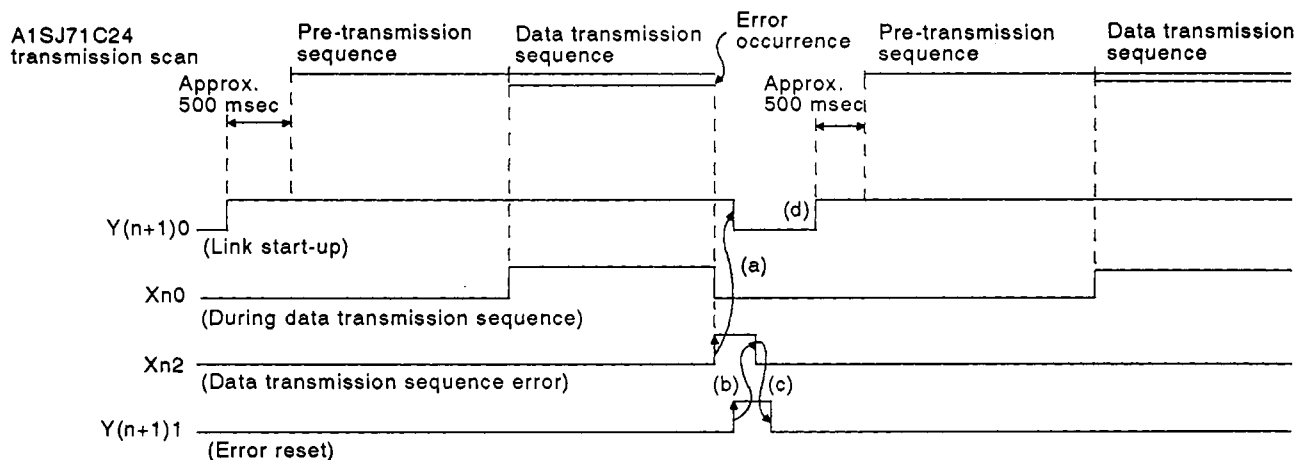 A1SJ71C24
transmission scan
Pre-transmission
sequence
Data transmission
sequence
Error
occurrence
Pre-transmission
sequence
Data transmission
sequence
Approx.
500 msec
Approx.
500 msec
Y(n+1)0
(Link start-up)
(d)
(a)
Xn0
(During data transmission sequence)
Xn2
(Data transmission sequence error)
(b)
(c)
Y(n+1)1
(Error reset)